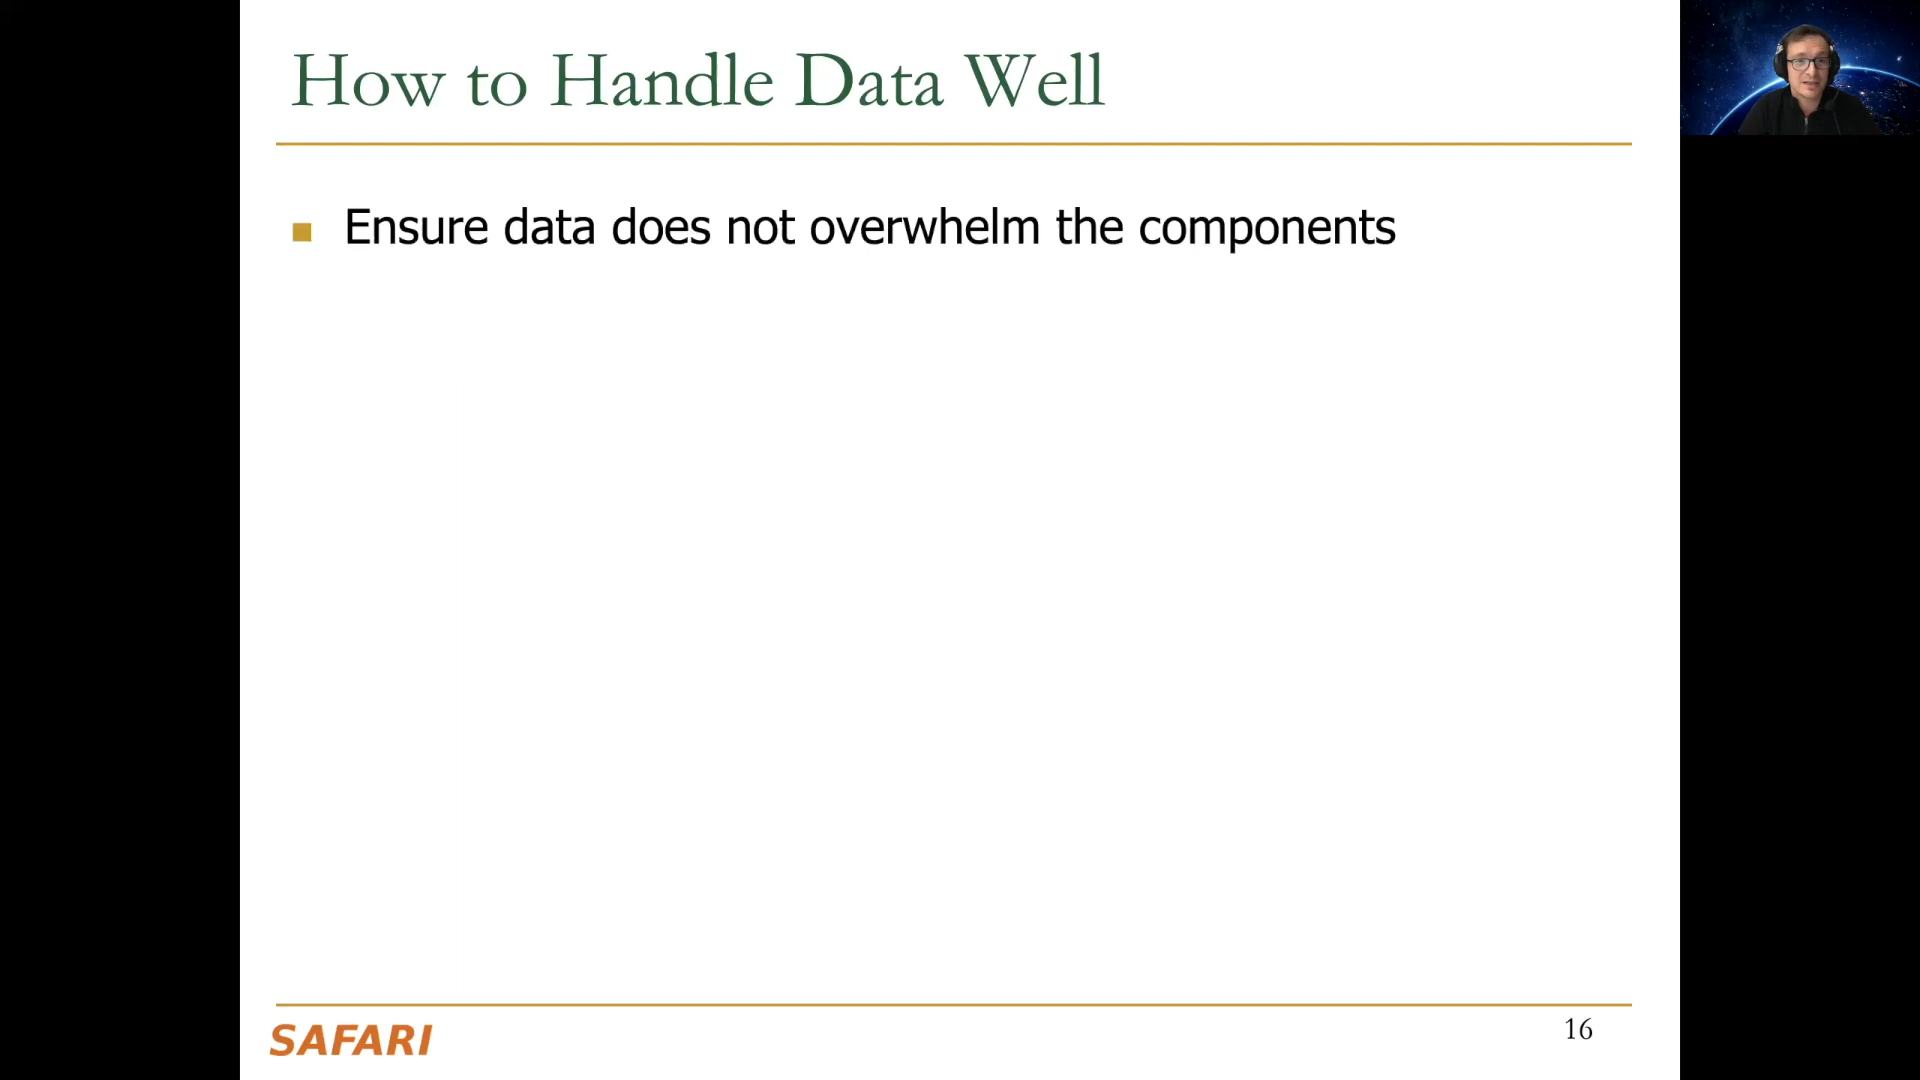 How to Handle Data Well
Ensure data does not overwhelm the components
SAFARI
16